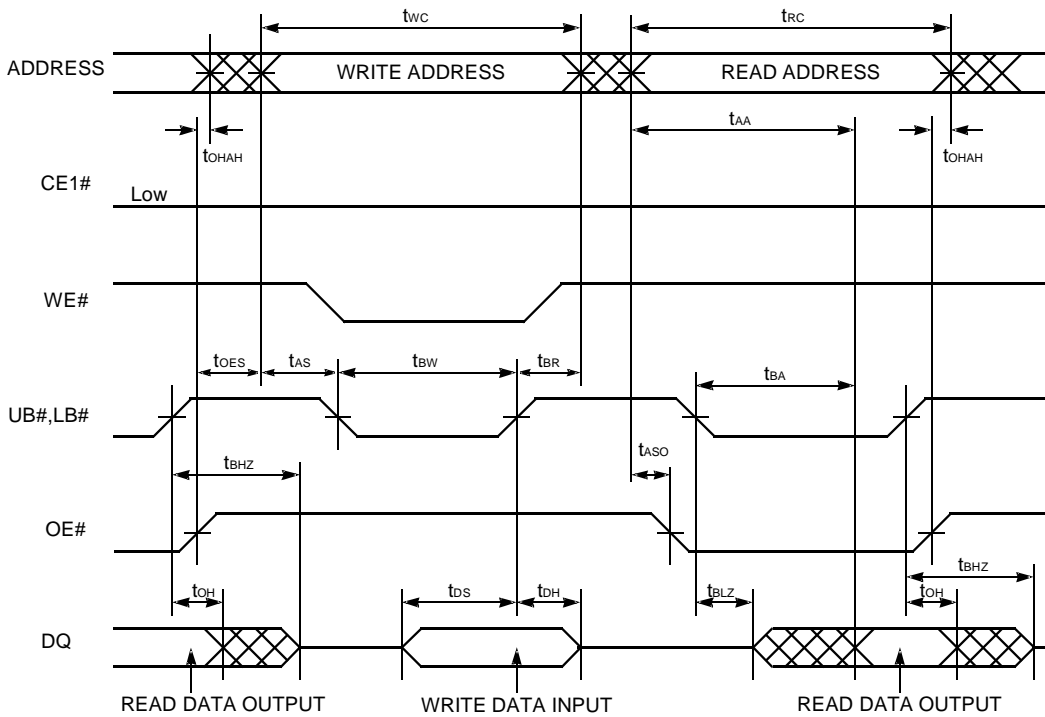 tWC
tRC
ADDRESS
WRITE ADDRESS
READ ADDRESS
tAA
tOHAH
tOHAH
CE1#
Low
WE#
tOES
tAS
tBW
tBR
tBA
UB#,LB#
tASO
tBHZ
OE#
tBHZ
tOH
tDS
tDH
tBLZ
tOH
DQ
READ DATA OUTPUT
WRITE DATA INPUT
READ DATA OUTPUT